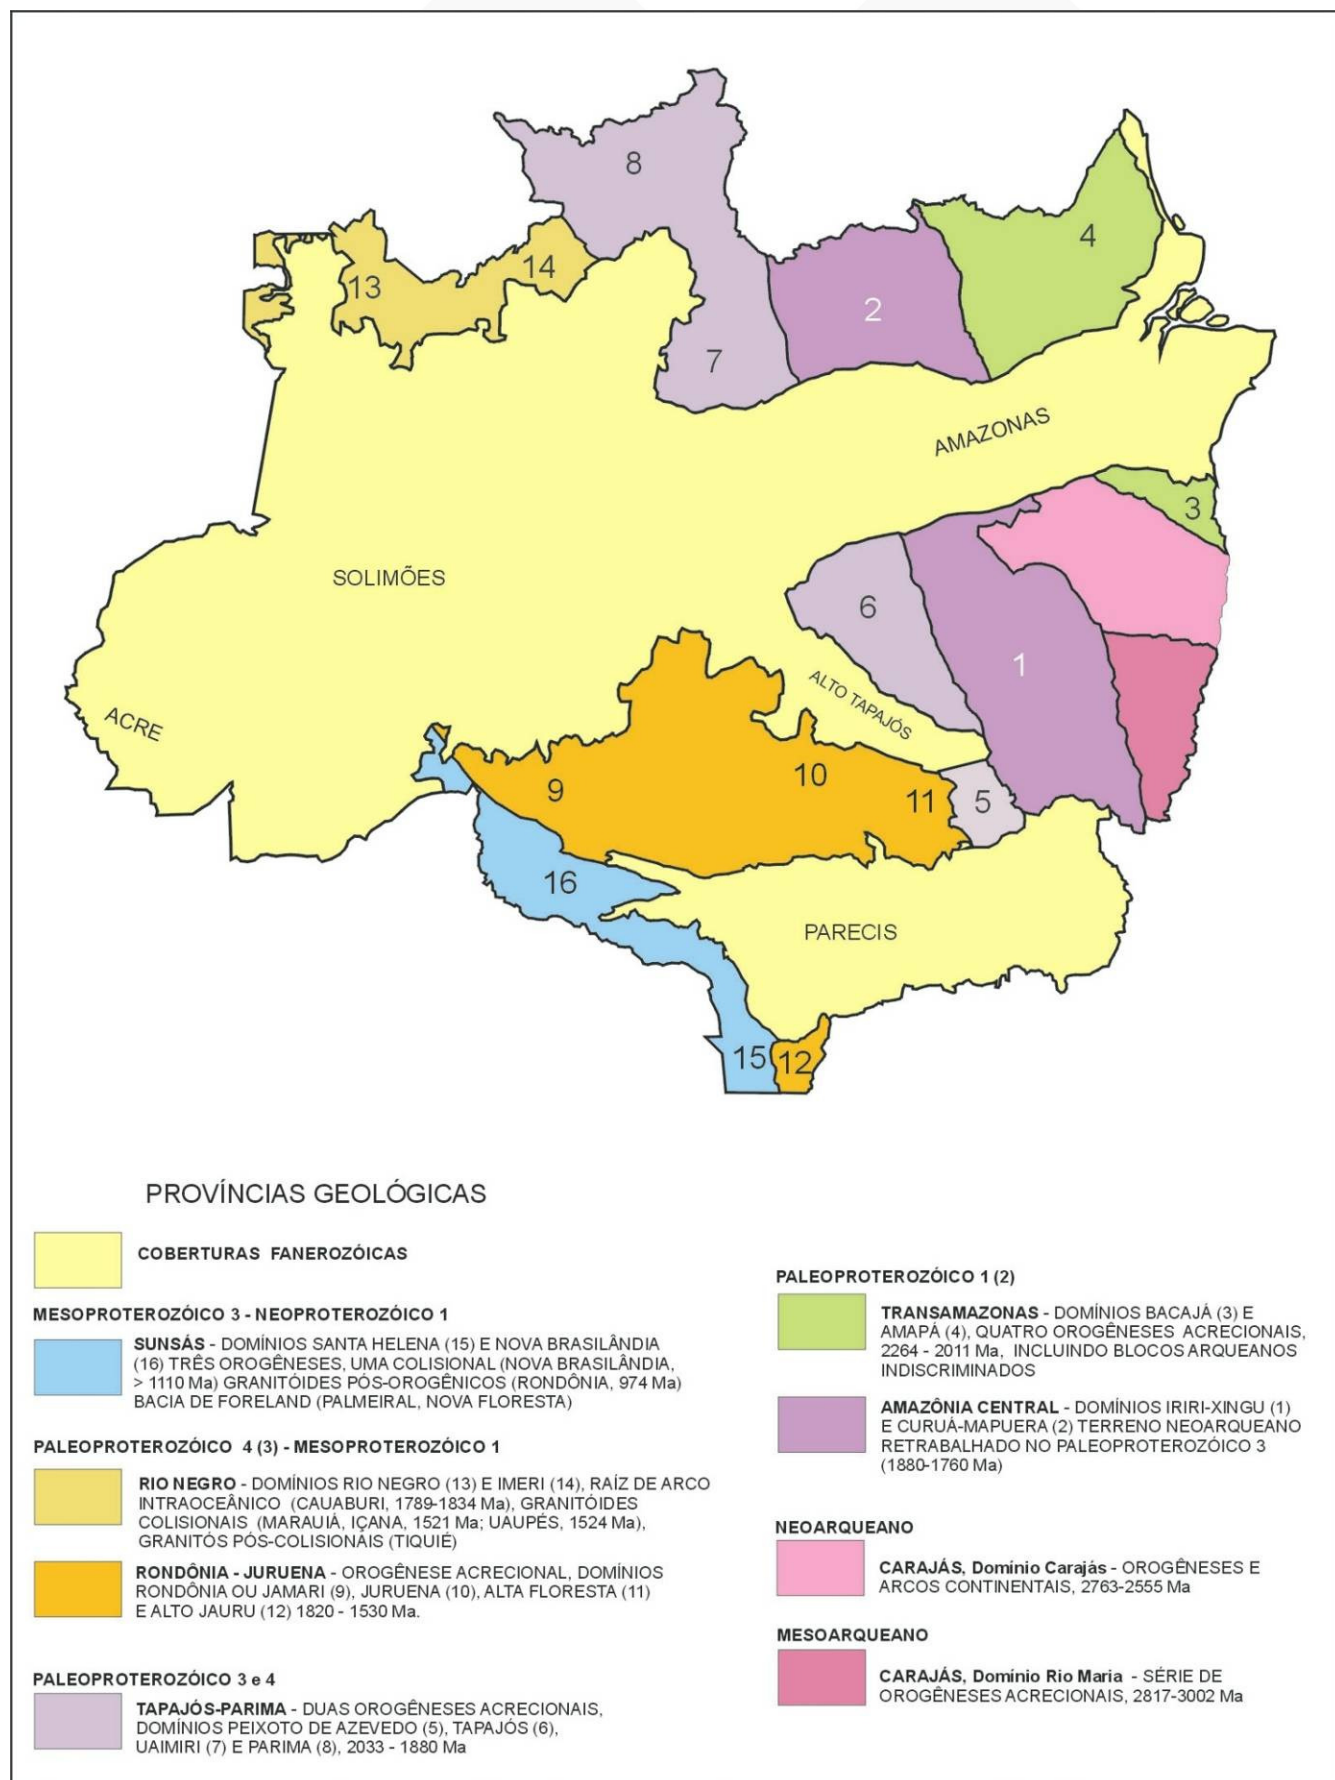 8
4
14
13
2
7
AMAZONAS
3
SOLIMÕES
6
1
ALTO TAPAJÓS
ACRE
10
9
11
5
16
PARECIS
15
12
PROVÍNCIAS GEOLÓGICAS
COBERTURAS FANEROZÓICAS
MESOPROTEROZÓICO 3 - NEOPROTEROZÓICO 1
SUNSÁS - DOMÍNIOS SANTA HELENA (15) E NOVA BRASILÂNDIA
(16) TRÊS OROGÊNESES, UMA COLISIONAL (NOVA BRASILÂNDIA,
> 1110 Ma) GRANITÓIDES PÓS-OROGÊNICOS (RONDÔNIA, 974 Ma)
BACIA DE FORELAND (PALMEIRAL, NOVA FLORESTA)
PALEOPROTEROZÓICO 4 (3) - MESOPROTEROZÓICO 1
RIO NEGRO - DOMÍNIOS RIO NEGRO (13) E IMERI (14), RAÍZ DE ARCO
INTRAOCEÂNICO (CAUABURI, 1789-1834 Ma), GRANITÓIDES
COLISIONAIS (MARAUIÁ, IÇANA, 1521 Ma; UAUPÉS, 1524 Ma),
GRANITÓS PÓS-COLISIONAIS (TIQUIÉ)
RONDÔNIA - JURUENA - OROGÊNESE ACRECIONAL, DOMÍNIOS
RONDÔNIA OU JAMARI (9), JURUENA (10), ALTA FLORESTA (11)
E ALTO JAURU (12) 1820 - 1530 Ma.
PALEOPROTEROZÓICO 3 e 4
TAPAJÓS-PARIMA - DUAS OROGÊNESES ACRECIONAIS,
DOMÍNIOS PEIXOTO DE AZEVEDO (5), TAPAJÓS (6),
UAIMIRI (7) E PARIMA (8), 2033 - 1880 Ma
PALEOPROTEROZÓICO 1 (2)
TRANSAMAZONAS - DOMÍNIOS BACAJÁ (3) E
AMAPÁ (4), QUATRO OROGÊNESES ACRECIONAIS,
2264 - 2011 Ma, INCLUINDO BLOCOS ARQUEANOS
INDISCRIMINADOS
AMAZÔNIA CENTRAL - DOMÍNIOS IRIRI-XINGU (1)
E CURUÁ-MAPUERA (2) TERRENO NEOARQUEANO
RETRABALHADO NO PALEOPROTEROZÓICO 3
(1880-1760 Ma)
NEOARQUEANO
CARAJÁS, Domínio Carajás - OROGÊNESES E
ARCOS CONTINENTAIS, 2763-2555 Ma
MESOARQUEANO
CARAJÁS, Domínio Rio Maria - SÉRIE DE
OROGÊNESES ACRECIONAIS, 2817-3002 Ma